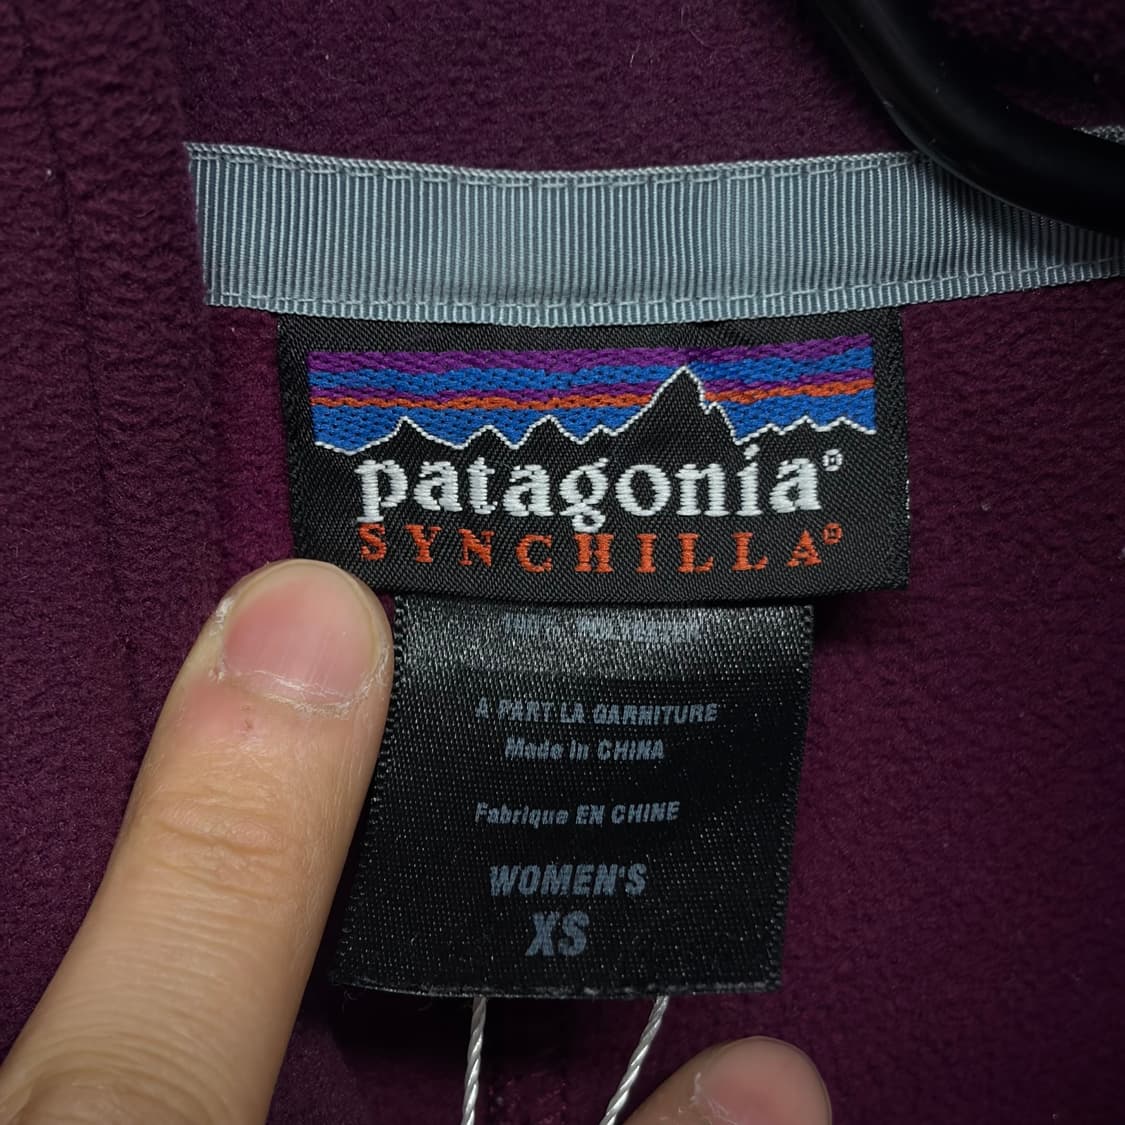 patagonia®
SYNCHILLA®
A PART LA GARNITURE
Made in CHINA
Fabrique EN CHINE
WOMEN'S
XS